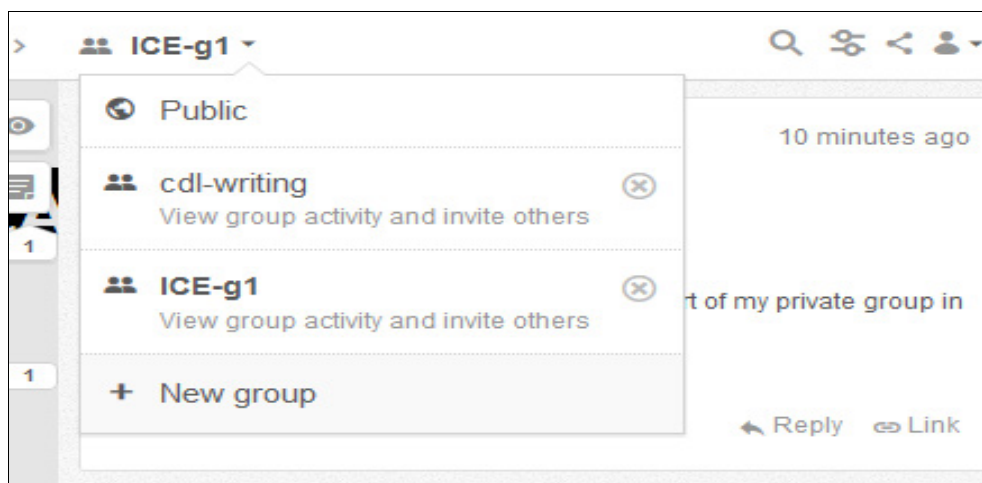 ICE-g1
Public
10 minutes ago
cdl-writing
View group activity and invite others
1
ICE-g1
View group activity and invite others
rt of my private group in
1
New group
Reply Link